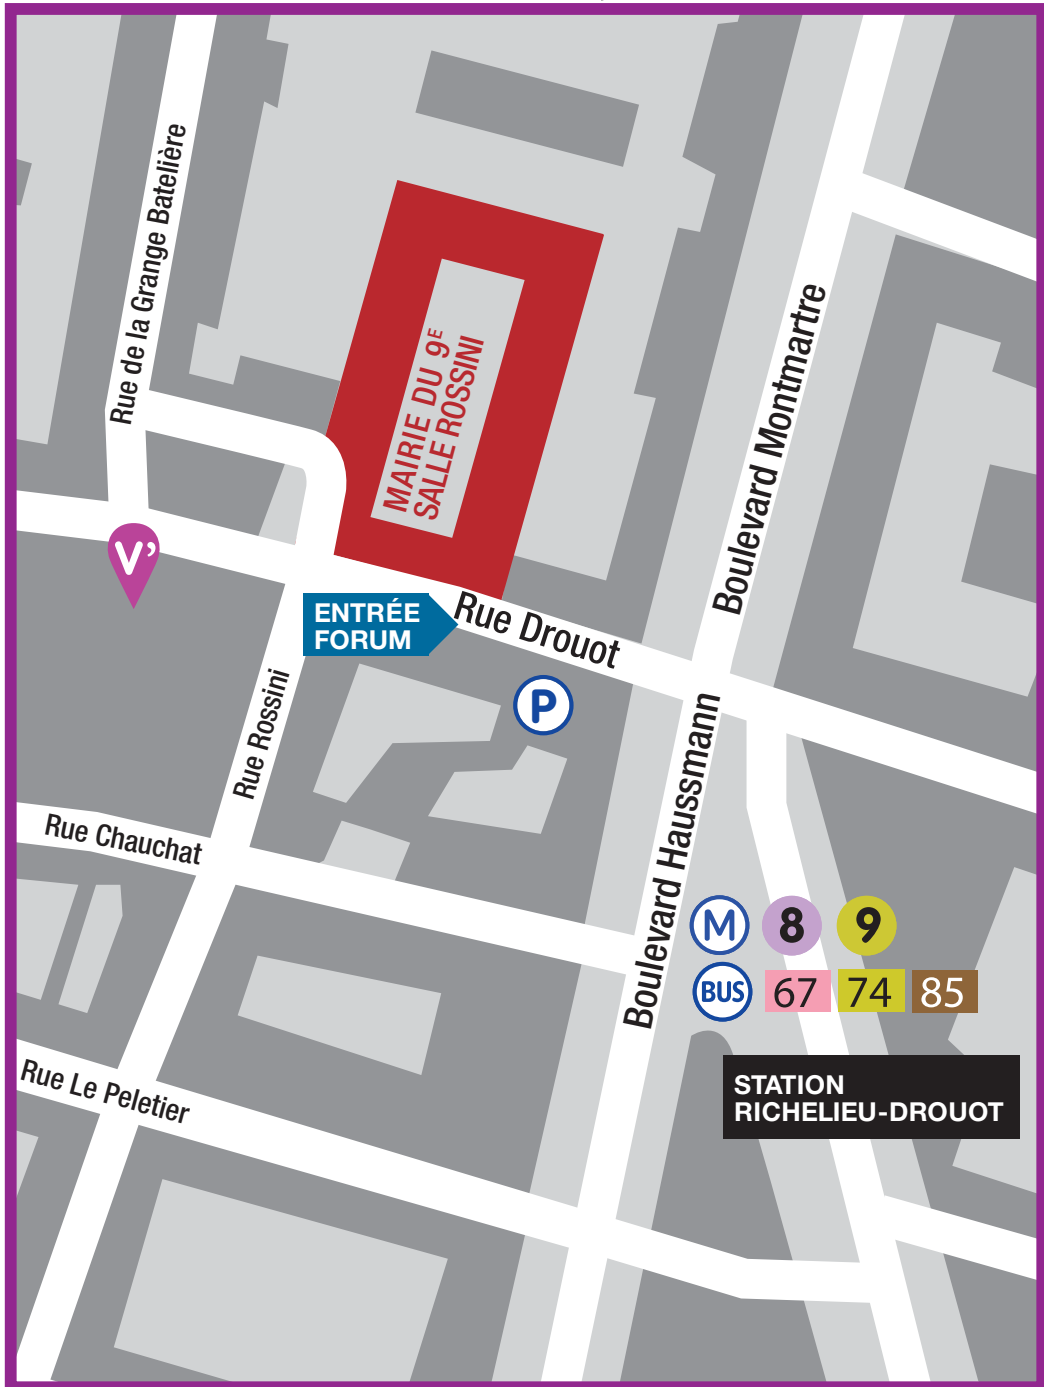 Rue de la Grange Batelière
MAIRIE DU 9E
SALLE ROSSINI
Boulevard Montmartre
V’
ENTRÉE
FORUM
Rue Drouot
P
Rue Rossini
Boulevard Haussmann
Rue Chauchat
M 8 9
BUS 67 74 85
Rue Le Peletier
STATION
RICHELIEU-DROUOT